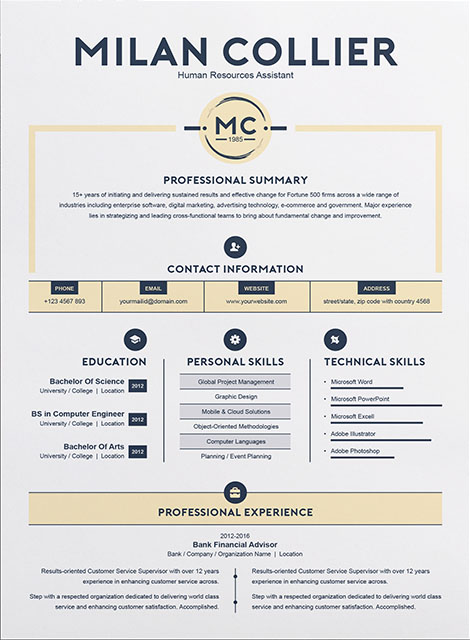 MILAN COLLIER
Human Resources Assistant
MC
1985
PROFESSIONAL SUMMARY
15+ years of initiating and delivering sustained results and effective change for Fortune 500 firms across a wide range of
industries including enterprise software, digital marketing, advertising technology, e-commerce and government. Major experience
lies in strategizing and leading cross-functional teams to bring about fundamental change and improvement.
CONTACT INFORMATION
PHONE
+123 4567 893
EMAIL
yourmailid@domain.com
WEBSITE
www.yourwebsite.com
ADDRESS
street/state, zip code with country 4568
EDUCATION
Bachelor Of Science
University / College | Location
2012
BS in Computer Engineer
University / College | Location
2012
Bachelor Of Arts
University / College | Location
2012
PERSONAL SKILLS
Global Project Management
Graphic Design
Mobile & Cloud Solutions
Object-Oriented Methodologies
Computer Languages
Planning / Event Planning
TECHNICAL SKILLS
• Microsoft Word
• Microsoft PowerPoint
• Microsoft Excell
• Adobe Illustrator
• Adobe Photoshop
PROFESSIONAL EXPERIENCE
2012-2016
Bank Financial Advisor
Bank / Company / Organization Name | Location
Results-oriented Customer Service Supervisor with over 12 years
experience in enhancing customer service across.
Step with a respected organization dedicated to delivering world class
service and enhancing customer satisfaction. Accomplished.
Results-oriented Customer Service Supervisor with over 12 years
experience in enhancing customer service across.
Step with a respected organization dedicated to delivering world class
service and enhancing customer satisfaction. Accomplished.